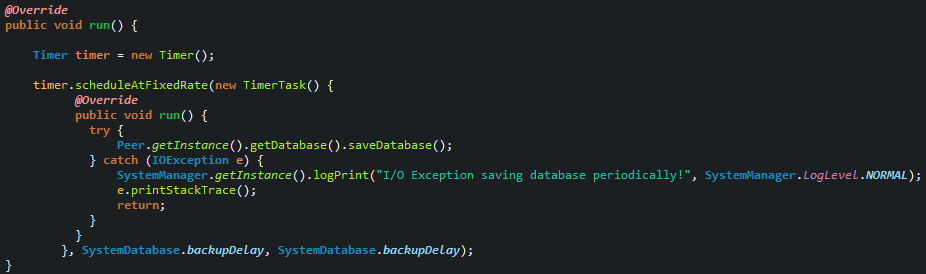 @Override
public void run() {
Timer timer = new Timer();
timer.scheduleAtFixedRate(new TimerTask() {
@Override
public void run() {
try {
Peer.getInstance().getDatabase().saveDatabase();
} catch (IOException e) {
SystemManager.getInstance().logPrint("I/O Exception saving database periodically!", SystemManager.LogLevel.NORMAL);
e.printStackTrace();
return;
}
}
}, SystemDatabase.backupDelay, SystemDatabase.backupDelay);
}